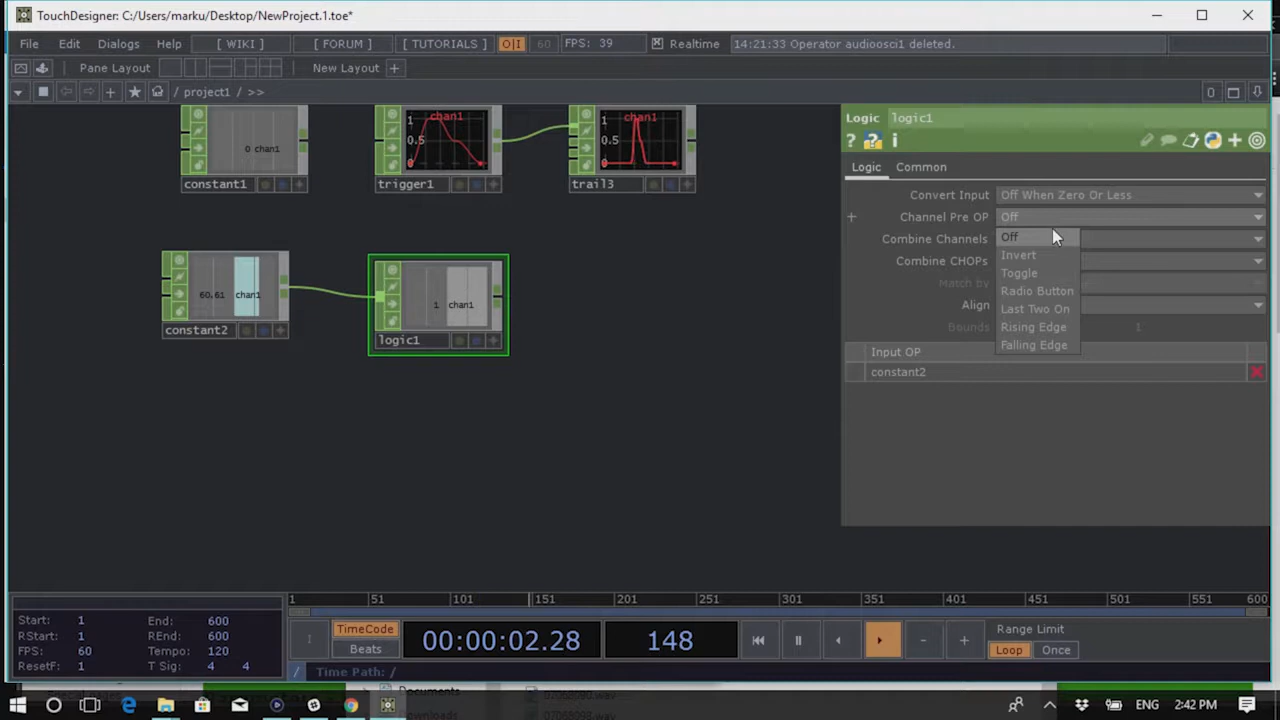 TouchDesigner: C:/Users/marku/Desktop/NewProject.1.toe*
File Edit Dialogs Help [ WIKI ] [ FORUM ] [ TUTORIALS ] O|I 60 FPS: 39 Realtime 14:21:33 Operator audioosci1 deleted.
Pane Layout New Layout +
/ project1 / >>
0
0 chan1
constant1
chan1
1
0.5
0
trigger1
chan1
1
0.5
0
trail3
60.61 chan1
constant2
1 chan1
logic1
Logic logic1
? i
Logic Common
Convert Input Off When Zero Or Less
+ Channel Pre OP Off
Combine Channels
Combine CHOPs
Match by
Align
Bounds 1
Off
Invert
Toggle
Radio Button
Last Two On
Rising Edge
Falling Edge
Input OP
constant2
1 51 101 151 201 251 301 351 401 451 501 551 600
Start: 1 End: 600
RStart: 1 REnd: 600
FPS: 60 Tempo: 120
ResetF: 1 T Sig: 4 4
TimeCode
Beats
00:00:02.28
148
- +
Range Limit
Loop Once
/ Time Path: /
Documents
ENG 2:42 PM